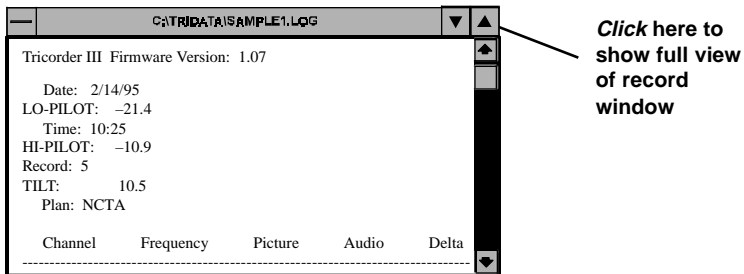 C:\TRIDATA\SAMPLE1.LOG
Click here to
show full view
of record
window
Tricorder III Firmware Version: 1.07
Date: 2/14/95
LO-PILOT: –21.4
Time: 10:25
HI-PILOT: –10.9
Record: 5
TILT: 10.5
Plan: NCTA
Channel Frequency Picture Audio Delta
--------------------------------------------------------------------------------------------